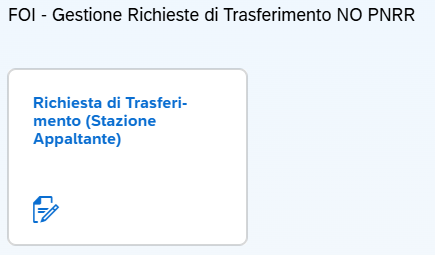 FOI - Gestione Richieste di Trasferimento NO PNRR
Richiesta di Trasferi-
mento (Stazione
Appaltante)